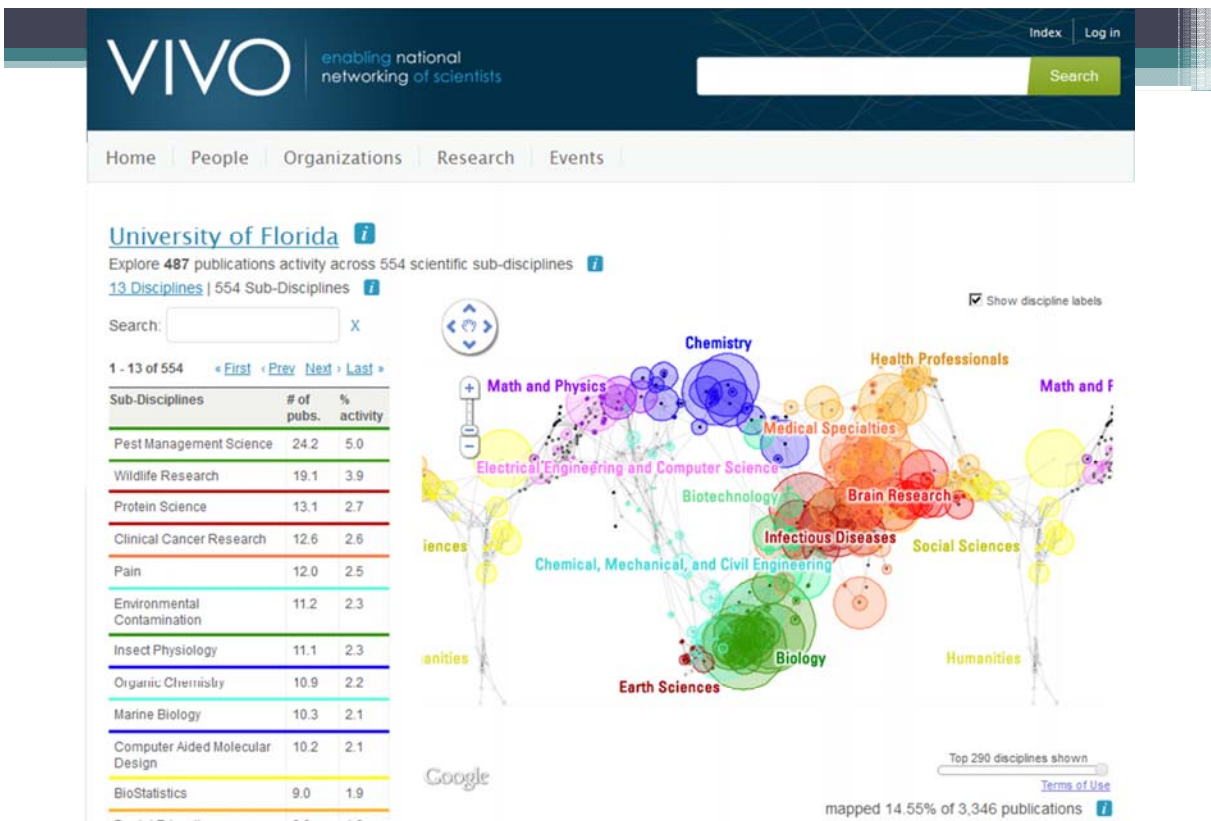 VIVO
enabling national
networking of scientists
Index Log in
Search
Home People Organizations Research Events
University of Florida i
Explore 487 publications activity across 554 scientific sub-disciplines i
13 Disciplines | 554 Sub-Disciplines i
Search: X
1 - 13 of 554 « First ‹ Prev Next › Last »
Sub-Disciplines # of pubs. % activity
Pest Management Science 24.2 5.0
Wildlife Research 19.1 3.9
Protein Science 13.1 2.7
Clinical Cancer Research 12.6 2.6
Pain 12.0 2.5
Environmental
Contamination 11.2 2.3
Insect Physiology 11.1 2.3
Organic Chemistry 10.9 2.2
Marine Biology 10.3 2.1
Computer Aided Molecular
Design 10.2 2.1
BioStatistics 9.0 1.9
Show discipline labels
Chemistry
Health Professionals
Math and Physics
Math and F
Medical Specialties
Electrical Engineering and Computer Science
Biotechnology
Brain Research
Infectious Diseases
iences
Social Sciences
Chemical, Mechanical, and Civil Engineering
anities
Biology
Humanities
Earth Sciences
Google
Top 290 disciplines shown
Terms of Use
mapped 14.55% of 3,346 publications i